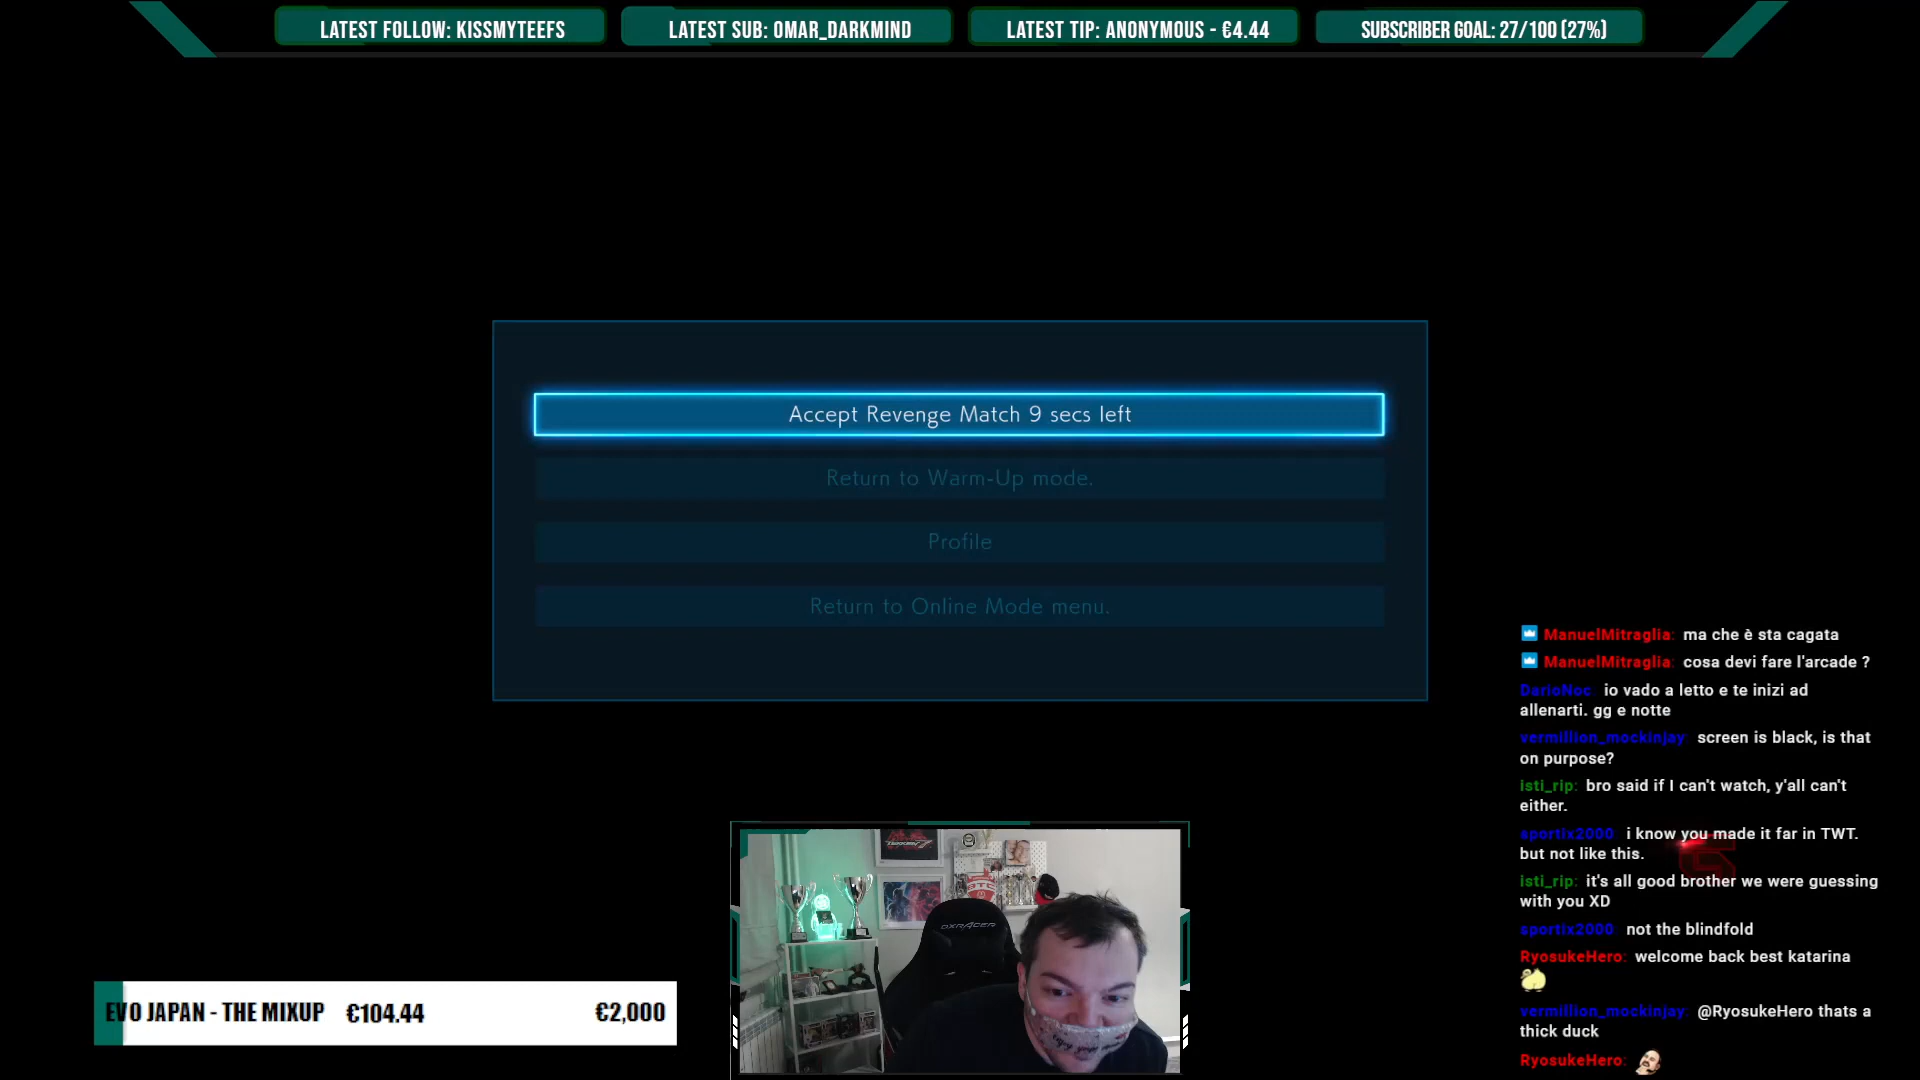 LATEST FOLLOW: KISSMYTEEFS
LATEST SUB: OMAR_DARKMIND
LATEST TIP: ANONYMOUS - €4.44
SUBSCRIBER GOAL: 27/100 (27%)
Accept Revenge Match 9 secs left
Return to Warm-Up mode.
Profile
Return to Online Mode menu.
ManuelMitraglia: ma che è sta cagata
ManuelMitraglia: cosa devi fare l'arcade ?
DarioNoc: io vado a letto e te inizi ad
allenarti. gg e notte
vermillion_mockinjay: screen is black, is that
on purpose?
isti_rip: bro said if I can't watch, y'all can't
either.
sportix2000: i know you made it far in TWT.
but not like this.
isti_rip: it's all good brother we were guessing
with you XD
sportix2000: not the blindfold
RyosukeHero: welcome back best katarina
vermillion_mockinjay: @RyosukeHero thats a
thick duck
RyosukeHero:
EVO JAPAN - THE MIXUP €104.44 €2,000
TEKKEN 7
BTC
DXRACER
enjoy